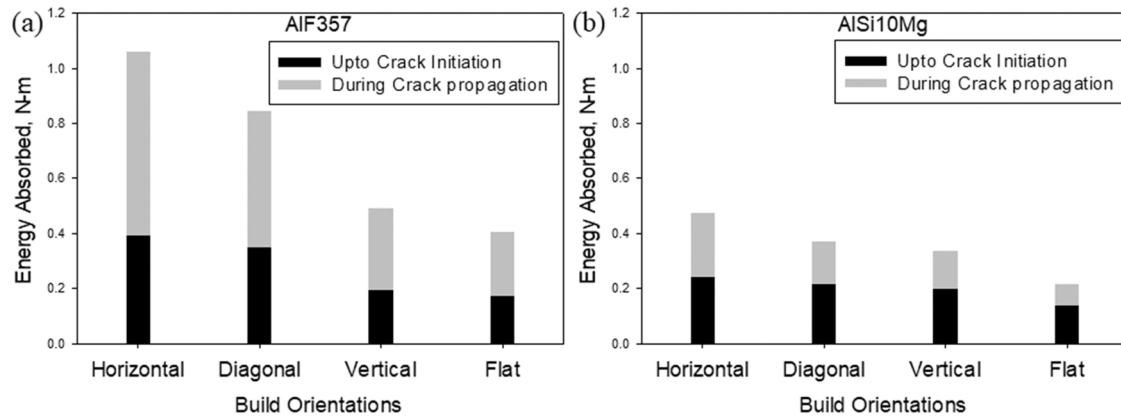 (a)
AlF357
Upto Crack Initiation
During Crack propagation
Energy Absorbed, N-m
1.2
1.0
0.8
0.6
0.4
0.2
0.0
Horizontal Diagonal Vertical Flat
Build Orientations
(b)
AlSi10Mg
Upto Crack Initiation
During Crack propagation
Energy Absorbed, N-m
1.2
1.0
0.8
0.6
0.4
0.2
0.0
Horizontal Diagonal Vertical Flat
Build Orientations